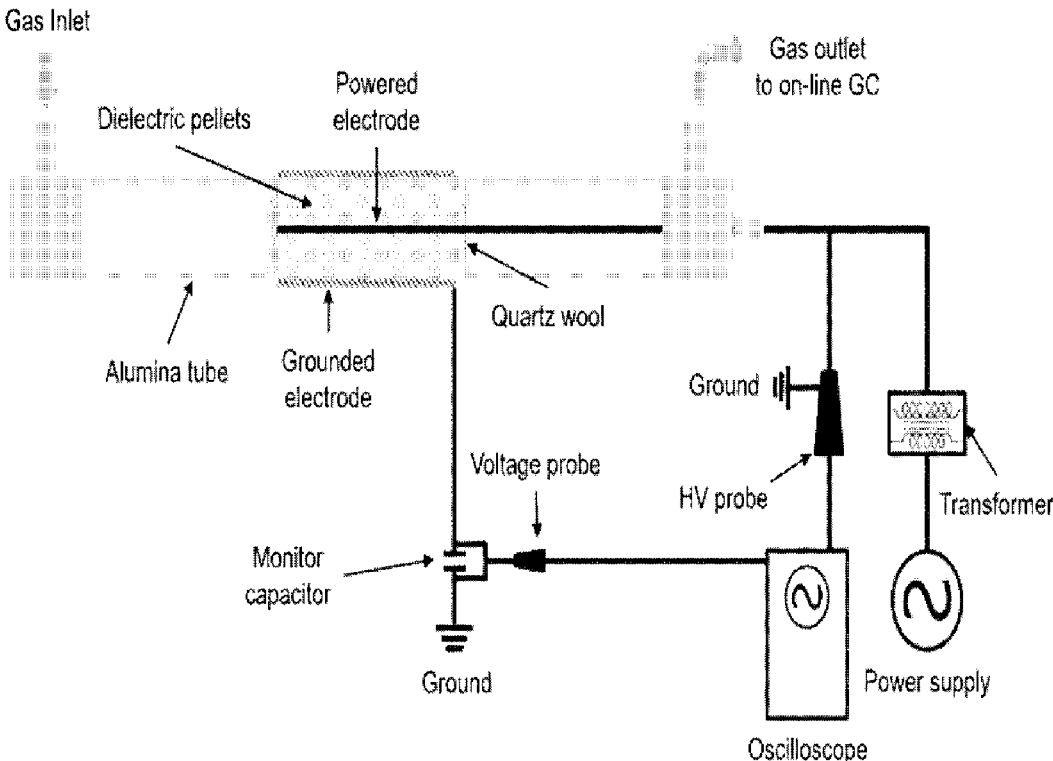 Gas Inlet
Gas outlet
to on-line GC
Powered
electrode
Dielectric pellets
Quartz wool
Alumina tube
Grounded
electrode
Ground
Voltage probe
HV probe
Transformer
Monitor
capacitor
Ground
Power supply
Oscilloscope